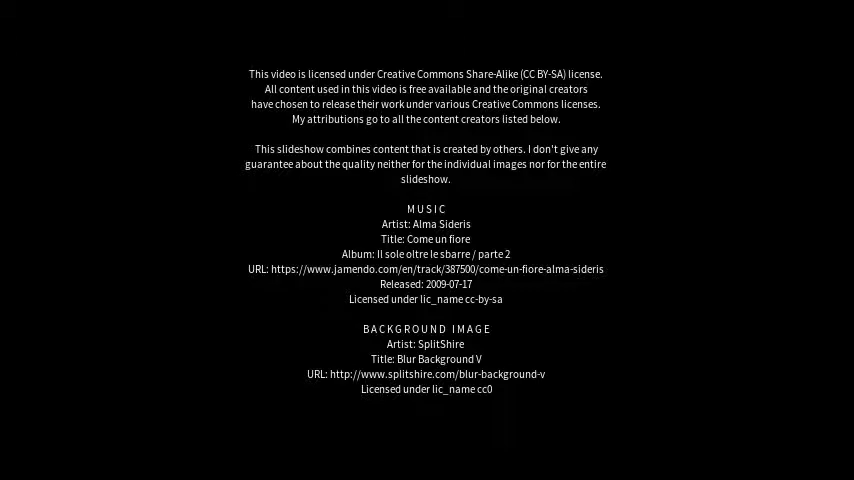 This video is licensed under Creative Commons Share-Alike (CC BY-SA) license.
All content used in this video is free available and the original creators
have chosen to release their work under various Creative Commons licenses.
My attributions go to all the content creators listed below.
This slideshow combines content that is created by others. I don't give any
guarantee about the quality neither for the individual images nor for the entire
slideshow.
MUSIC
Artist: Alma Sideris
Title: Come un fiore
Album: Il sole oltre le sbarre / parte 2
URL: https://www.jamendo.com/en/track/387500/come-un-fiore-alma-sideris
Released: 2009-07-17
Licensed under lic_name cc-by-sa
BACKGROUND IMAGE
Artist: SplitShire
Title: Blur Background V
URL: http://www.splitshire.com/blur-background-v
Licensed under lic_name cc0